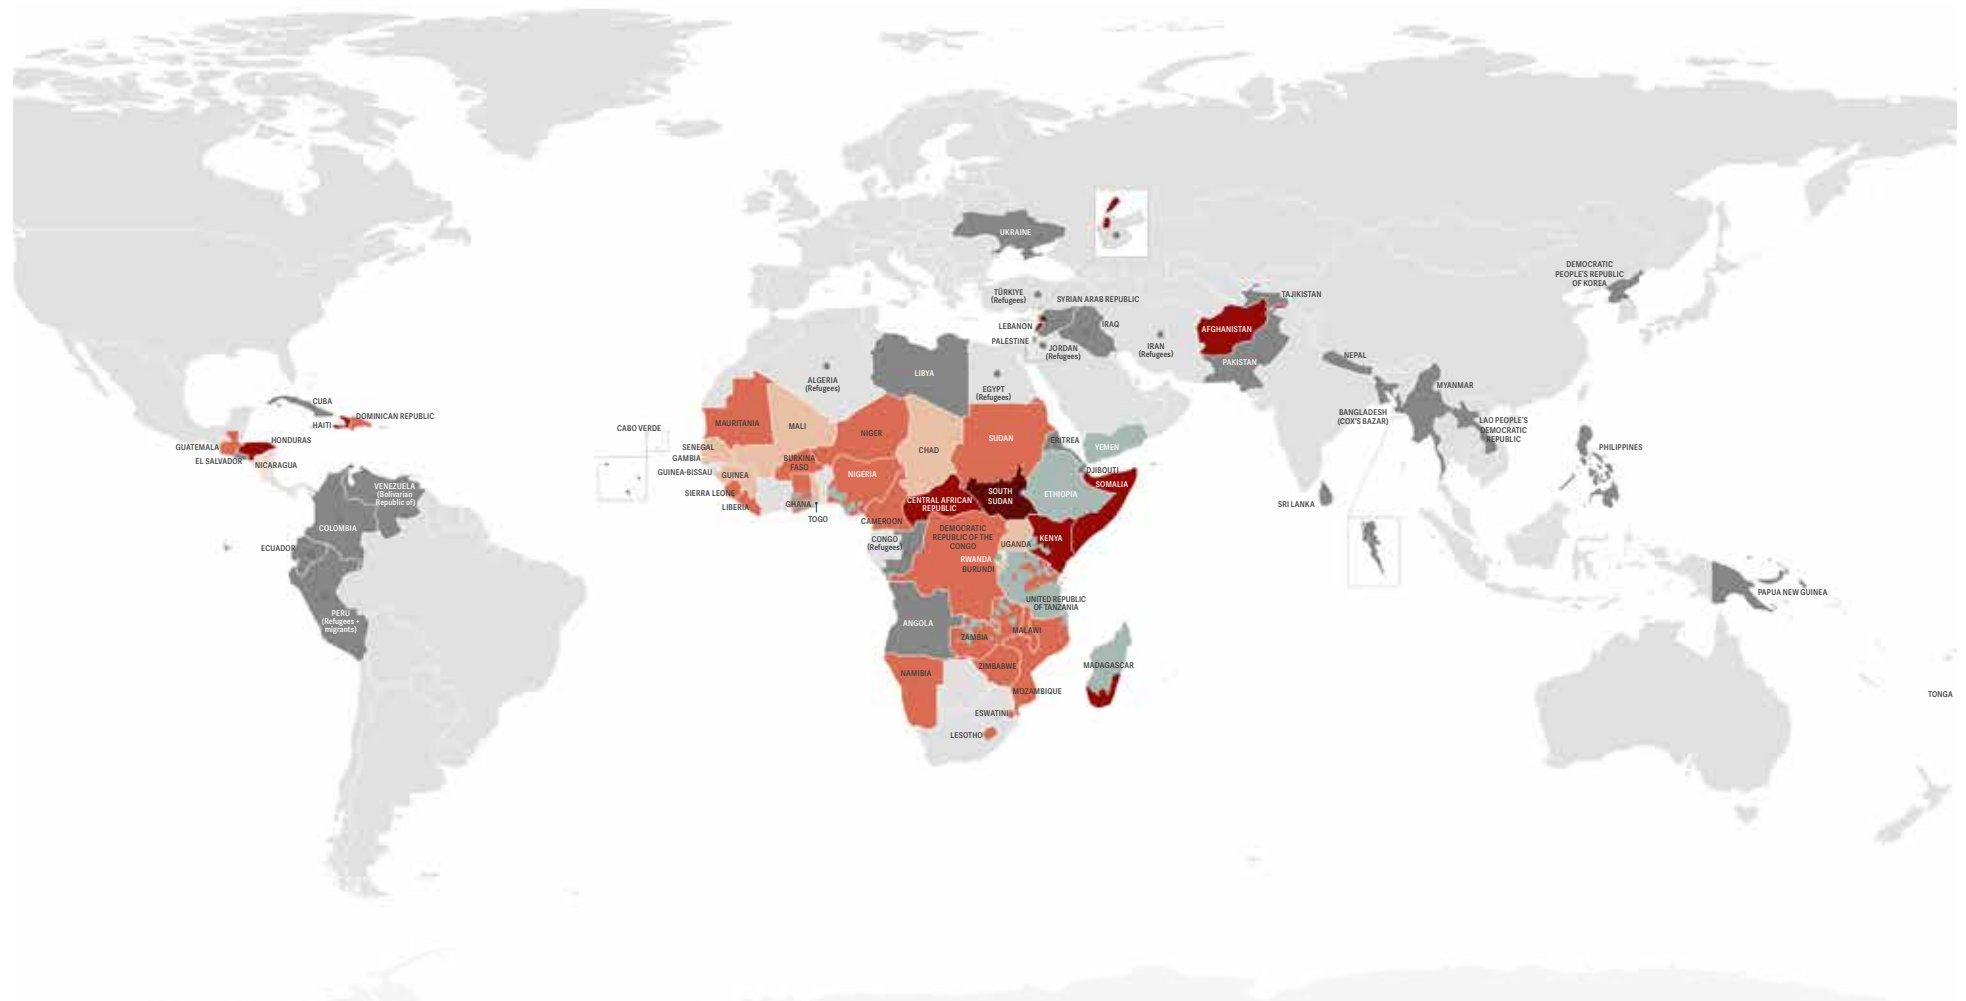 UKRAINE
DEMOCRATIC
PEOPLE'S REPUBLIC
OF KOREA
TÜRKIYE
(Refugees)
SYRIAN ARAB REPUBLIC
TAJIKISTAN
LEBANON
IRAQ
AFGHANISTAN
PALESTINE
JORDAN
(Refugees)
IRAN
(Refugees)
NEPAL
PAKISTAN
LIBYA
ALGERIA
(Refugees)
EGYPT
(Refugees)
MYANMAR
CUBA
HAITI
DOMINICAN REPUBLIC
BANGLADESH
(COX'S BAZAR)
LAO PEOPLE'S
DEMOCRATIC
REPUBLIC
CABO VERDE
MAURITANIA
MALI
NIGER
SUDAN
ERITREA
YEMEN
GUATEMALA
HONDURAS
EL SALVADOR
NICARAGUA
SENEGAL
GAMBIA
GUINEA-BISSAU
GUINEA
BURKINA
FASO
CHAD
PHILIPPINES
DJIBOUTI
SIERRA LEONE
LIBERIA
GHANA
TOGO
NIGERIA
CAMEROON
CENTRAL AFRICAN
REPUBLIC
SOUTH
SUDAN
ETHIOPIA
SOMALIA
SRI LANKA
VENEZUELA
(Bolivarian
Republic of)
COLOMBIA
ECUADOR
CONGO
(Refugees)
DEMOCRATIC
REPUBLIC OF THE
CONGO
UGANDA
KENYA
RWANDA
BURUNDI
UNITED REPUBLIC
OF TANZANIA
PAPUA NEW GUINEA
PERU
(Refugees +
migrants)
ANGOLA
ZAMBIA
MALAWI
MADAGASCAR
NAMIBIA
ZIMBABWE
MOZAMBIQUE
TONGA
ESWATINI
LESOTHO